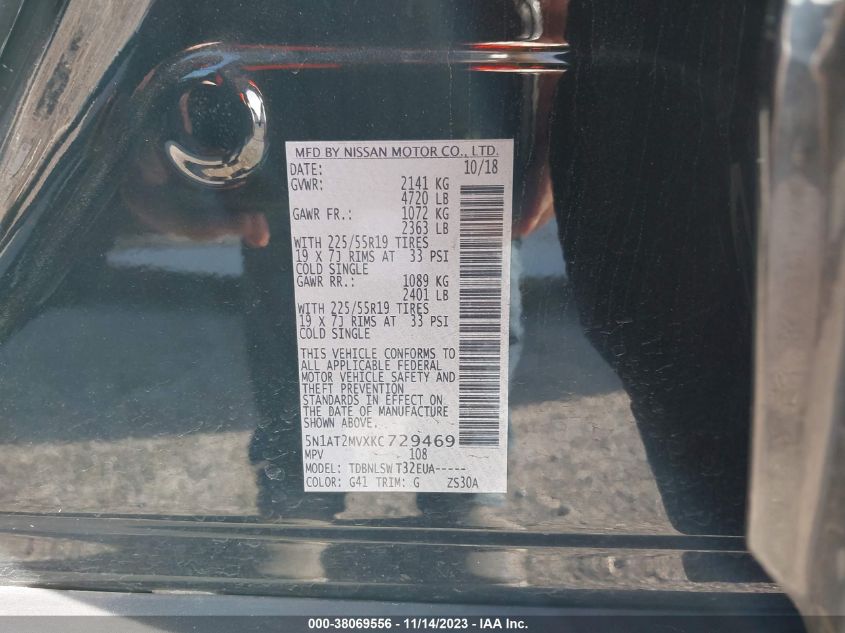 MFD BY NISSAN MOTOR CO., LTD.
DATE: 10/18
GVWR: 2141 KG
4720 LB
GAWR FR.: 1072 KG
2363 LB
WITH 225/55R19 TIRES
19 X 7J RIMS AT 33 PSI
COLD SINGLE
GAWR RR.: 1089 KG
2401 LB
WITH 225/55R19 TIRES
19 X 7J RIMS AT 33 PSI
COLD SINGLE
THIS VEHICLE CONFORMS TO
ALL APPLICABLE FEDERAL
MOTOR VEHICLE SAFETY AND
THEFT PREVENTION
STANDARDS IN EFFECT ON
THE DATE OF MANUFACTURE
SHOWN ABOVE.
5N1AT2MVXKC729469
MPV 108
MODEL: TDBNLSW T32EUA-----
COLOR: G41 TRIM: G ZS30A
000-38069556 - 11/14/2023 - IAA Inc.